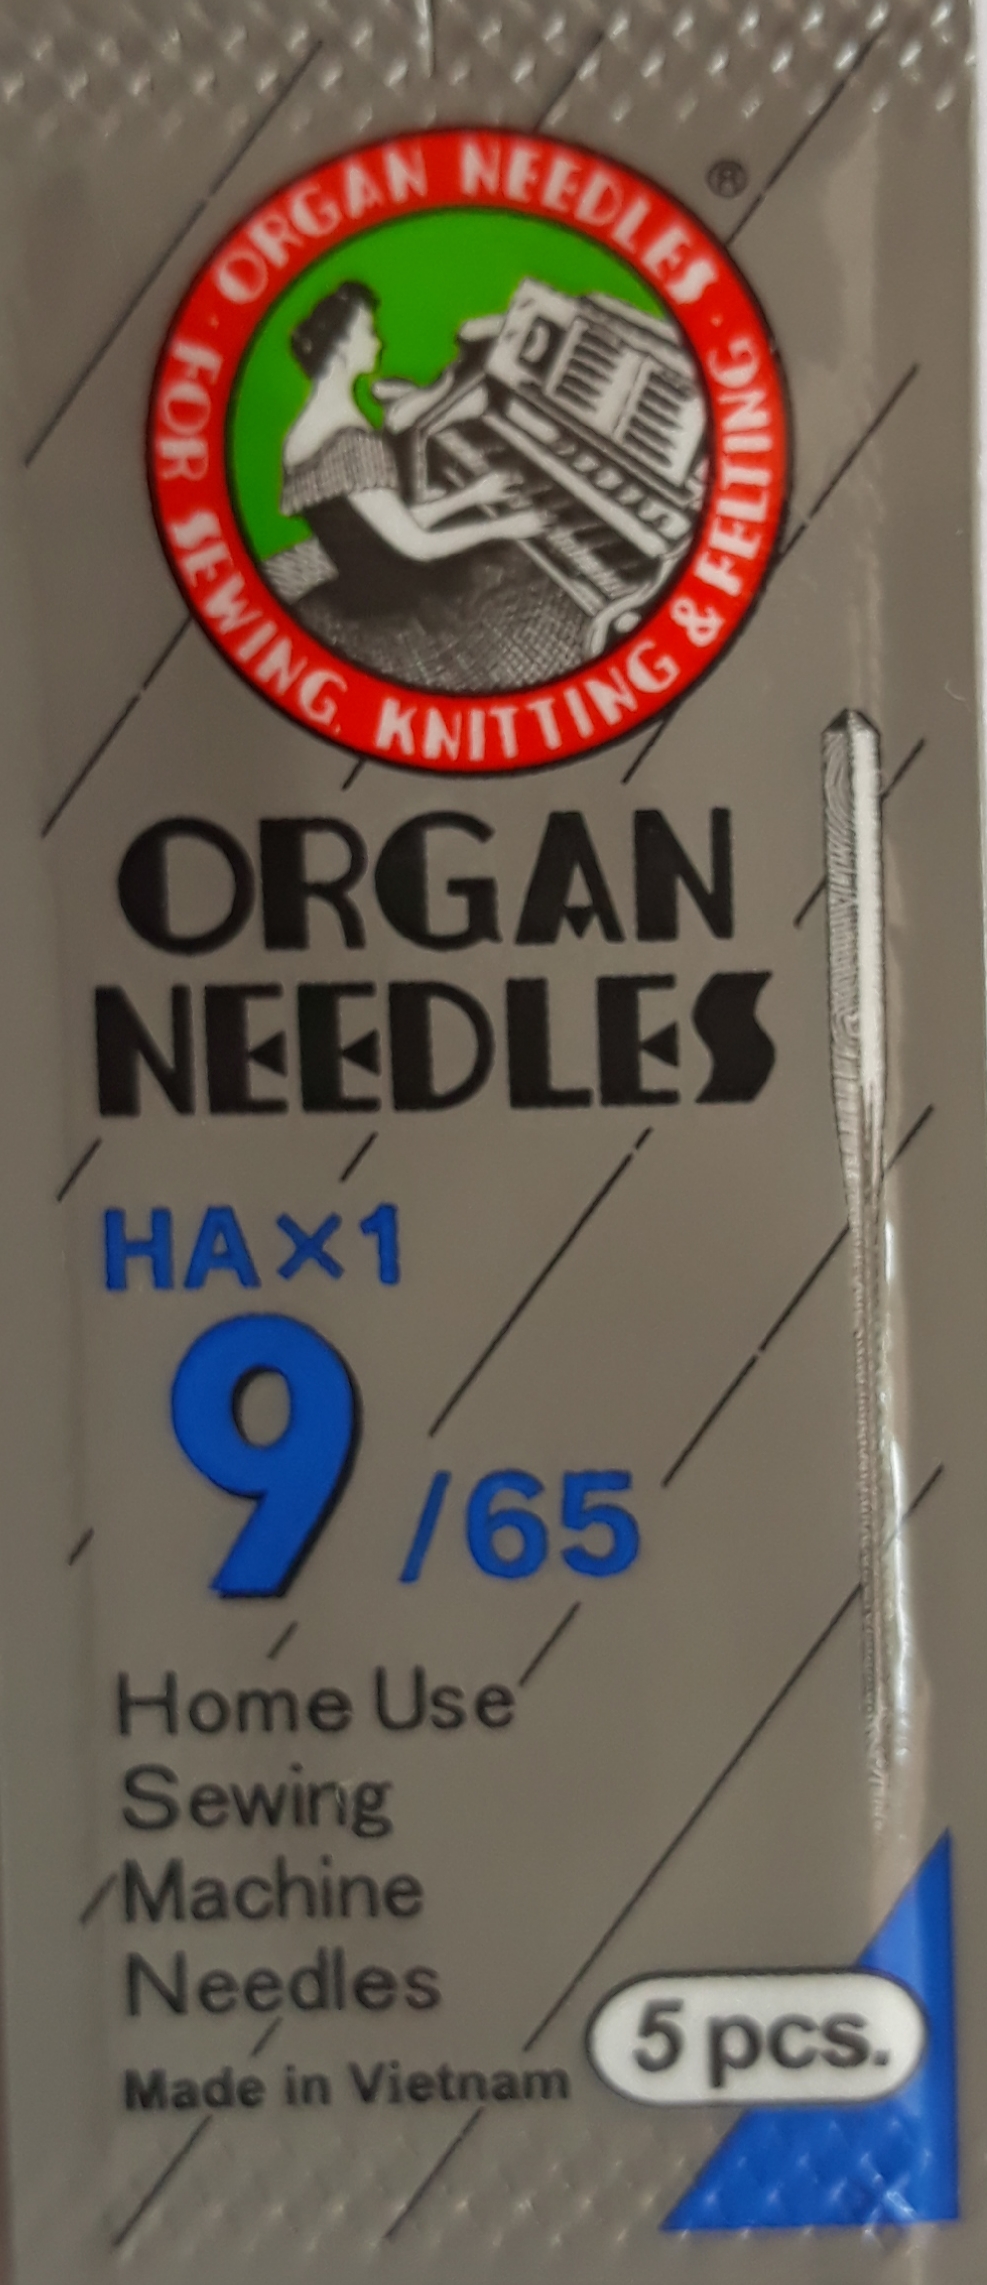 ORGAN NEEDLES · FOR SEWING, KNITTING & FELTING ·
®
ORGAN
NEEDLES
HA×1
9/65
Home Use
Sewing
Machine
Needles
Made in Vietnam
5 pcs.